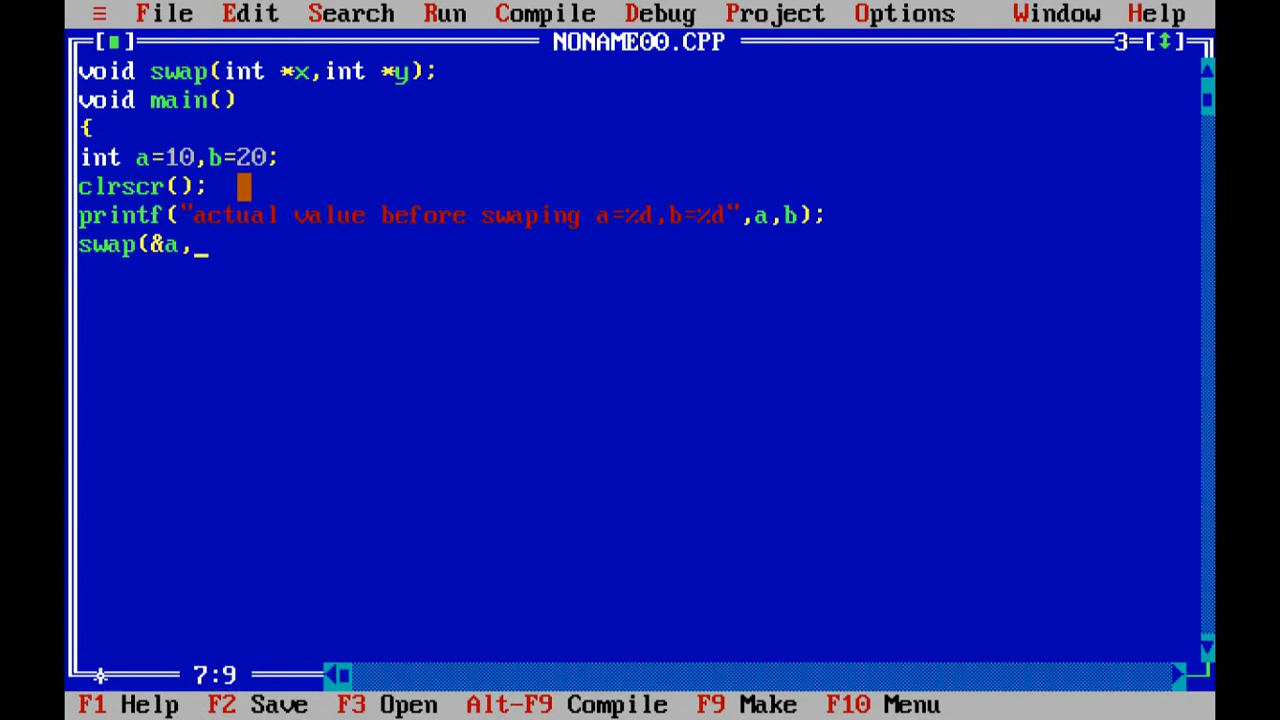 ≡ File Edit Search Run Compile Debug Project Options Window Help
[■] NONAME00.CPP 3=[↕]
void swap(int *x,int *y);
void main()
{
int a=10,b=20;
clrscr();
printf("actual value before swaping a=%d,b=%d",a,b);
swap(&a,_
7:9
F1 Help F2 Save F3 Open Alt-F9 Compile F9 Make F10 Menu